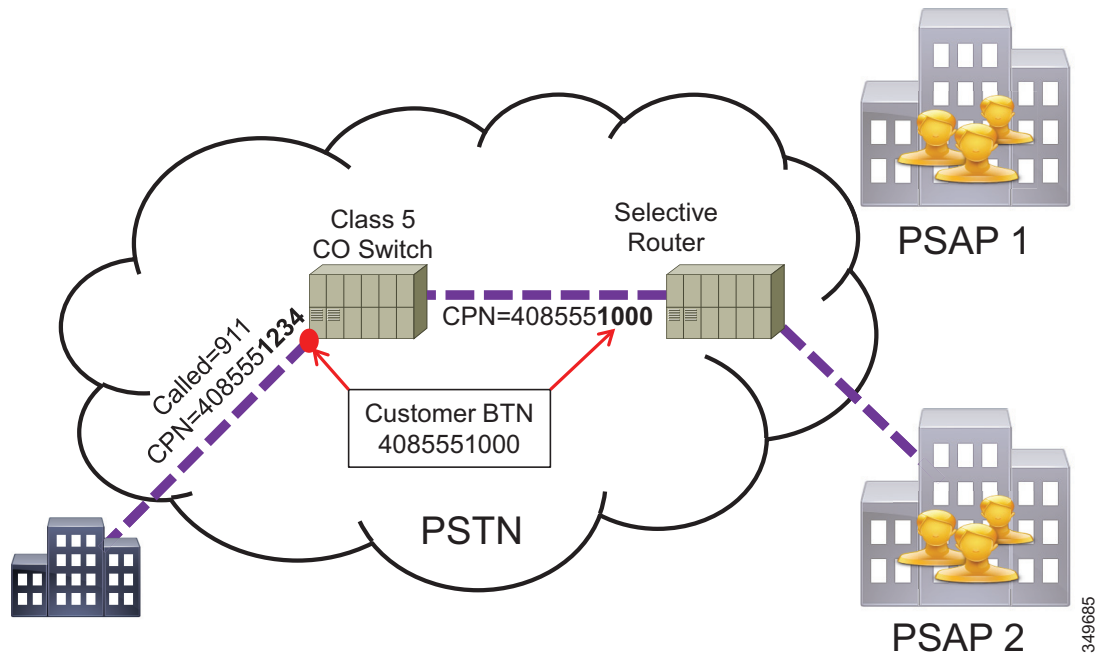 Class 5
CO Switch
Selective
Router
PSAP 1
Called=911
CPN=4085551234
CPN=4085551000
Customer BTN
4085551000
PSTN
PSAP 2
349685